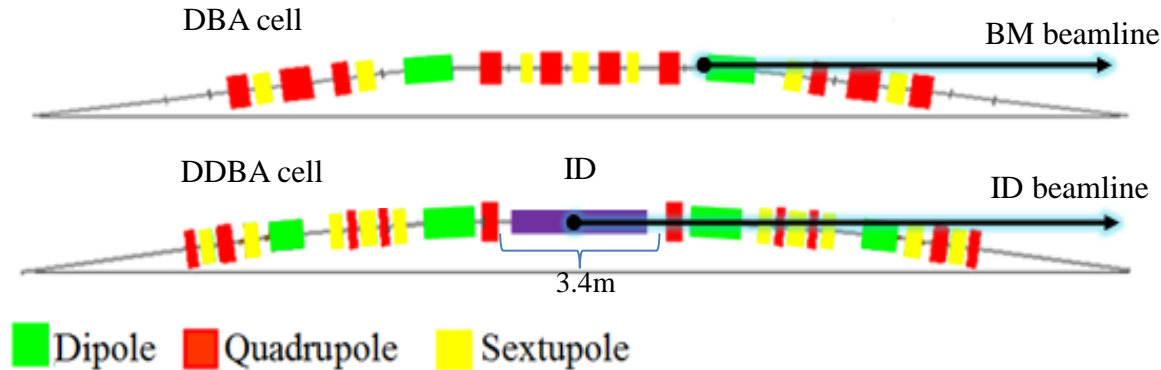 DBA cell
BM beamline
DDBA cell
ID
ID beamline
3.4m
Dipole Quadrupole Sextupole